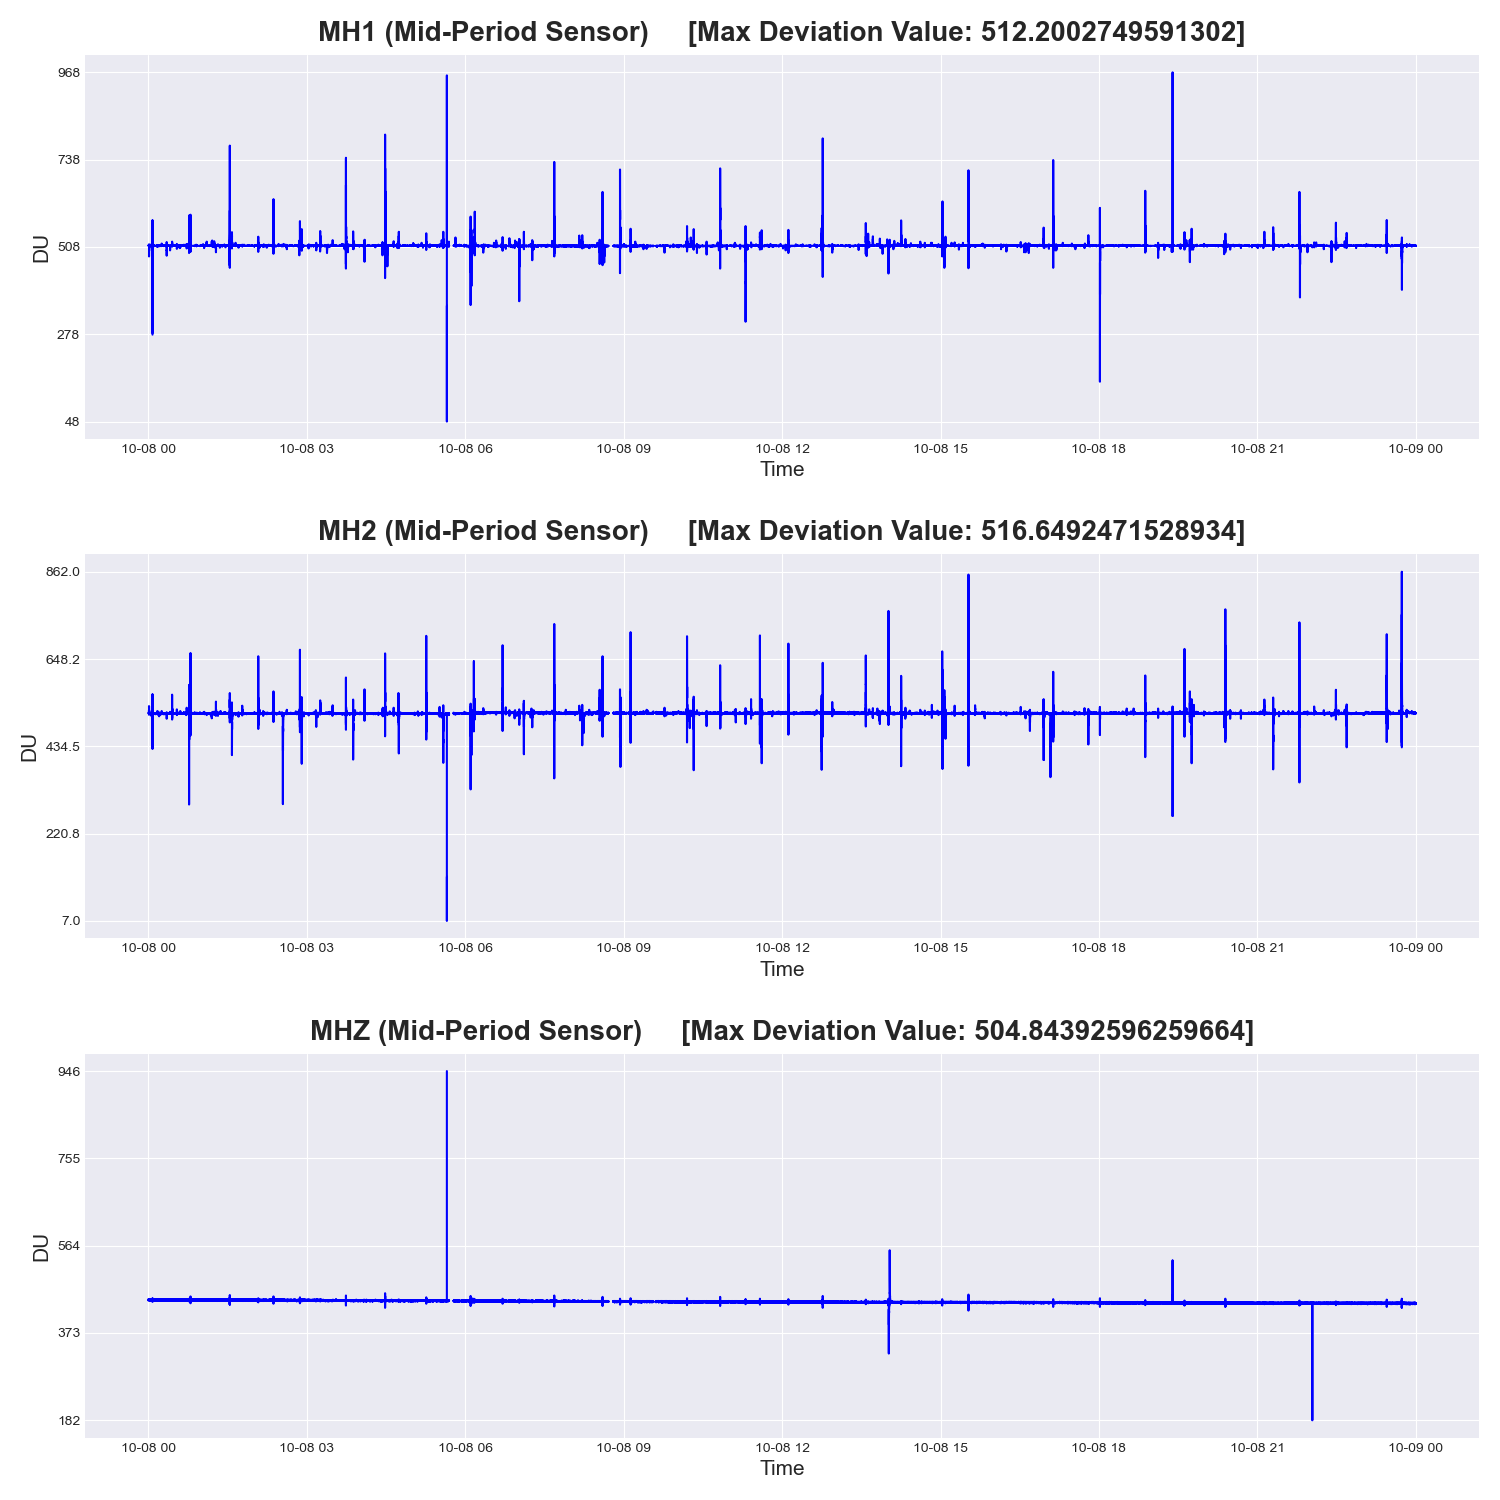 MH1 (Mid-Period Sensor) [Max Deviation Value: 512.2002749591302]
968
738
508
278
48
DU
10-08 00 10-08 03 10-08 06 10-08 09 10-08 12 10-08 15 10-08 18 10-08 21 10-09 00
Time
MH2 (Mid-Period Sensor) [Max Deviation Value: 516.6492471528934]
862.0
648.2
434.5
220.8
7.0
DU
10-08 00 10-08 03 10-08 06 10-08 09 10-08 12 10-08 15 10-08 18 10-08 21 10-09 00
Time
MHZ (Mid-Period Sensor) [Max Deviation Value: 504.84392596259664]
946
755
564
373
182
DU
10-08 00 10-08 03 10-08 06 10-08 09 10-08 12 10-08 15 10-08 18 10-08 21 10-09 00
Time